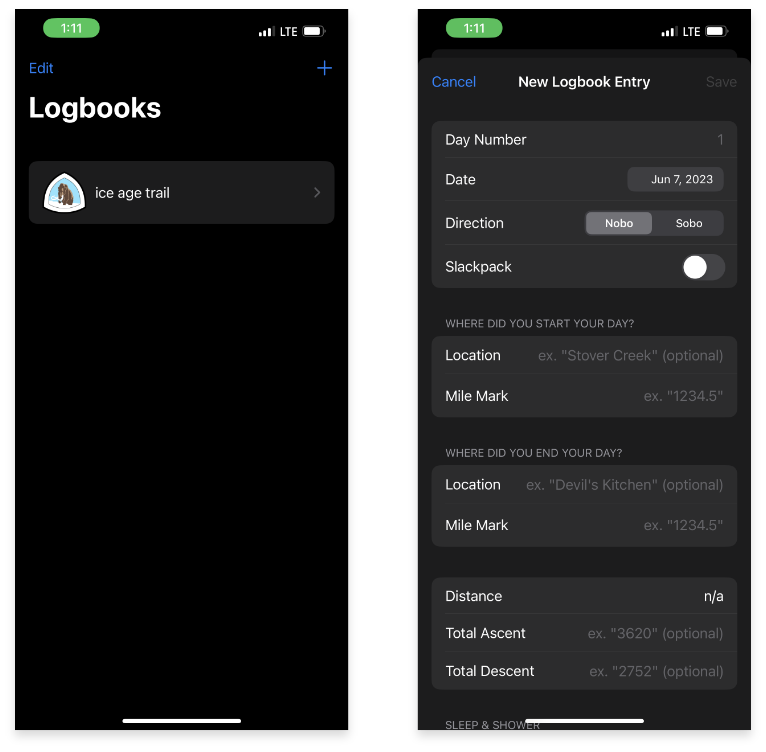 1:11
LTE
Edit
+
Logbooks
ice age trail
1:11
LTE
Cancel New Logbook Entry Save
Day Number 1
Date Jun 7, 2023
Direction Nobo Sobo
Slackpack
WHERE DID YOU START YOUR DAY?
Location ex. "Stover Creek" (optional)
Mile Mark ex. "1234.5"
WHERE DID YOU END YOUR DAY?
Location ex. "Devil's Kitchen" (optional)
Mile Mark ex. "1234.5"
Distance n/a
Total Ascent ex. "3620" (optional)
Total Descent ex. "2752" (optional)
SLEEP & SHOWER